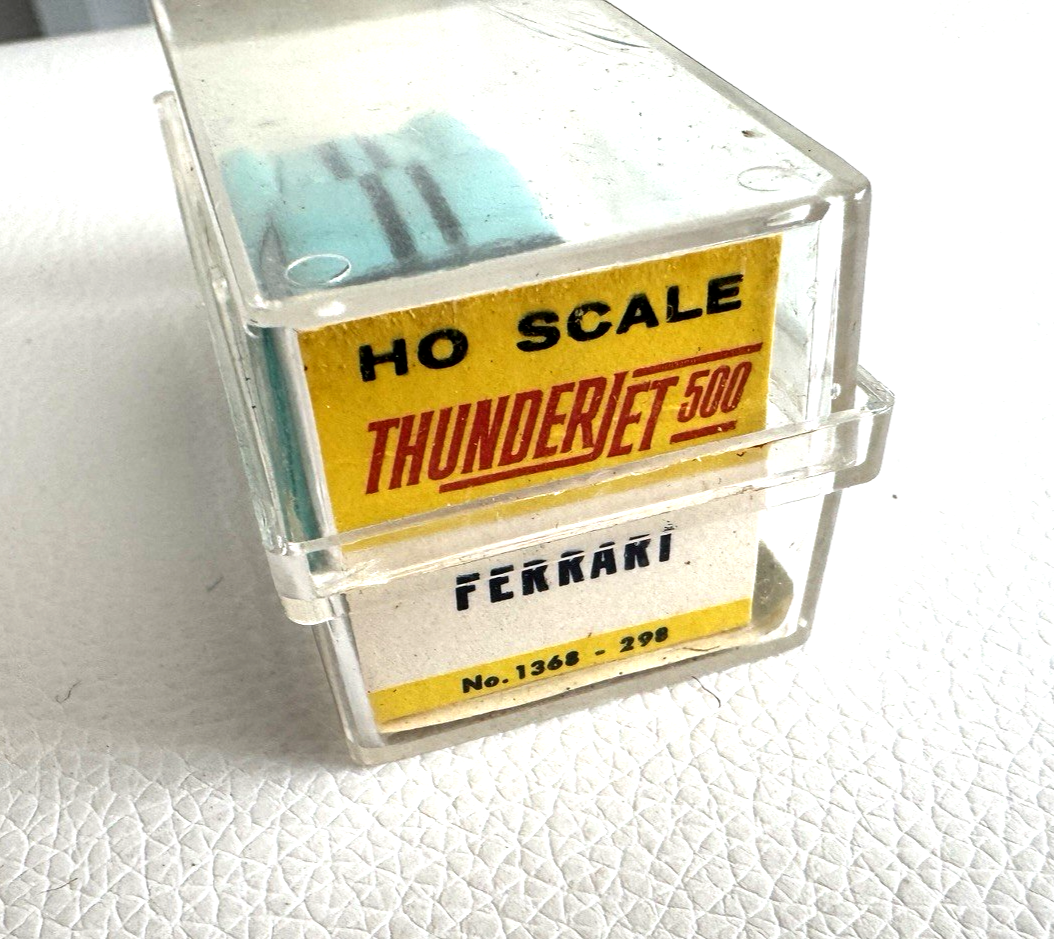 HO SCALE
THUNDERJET 500
FERRARI
No. 1368 - 298